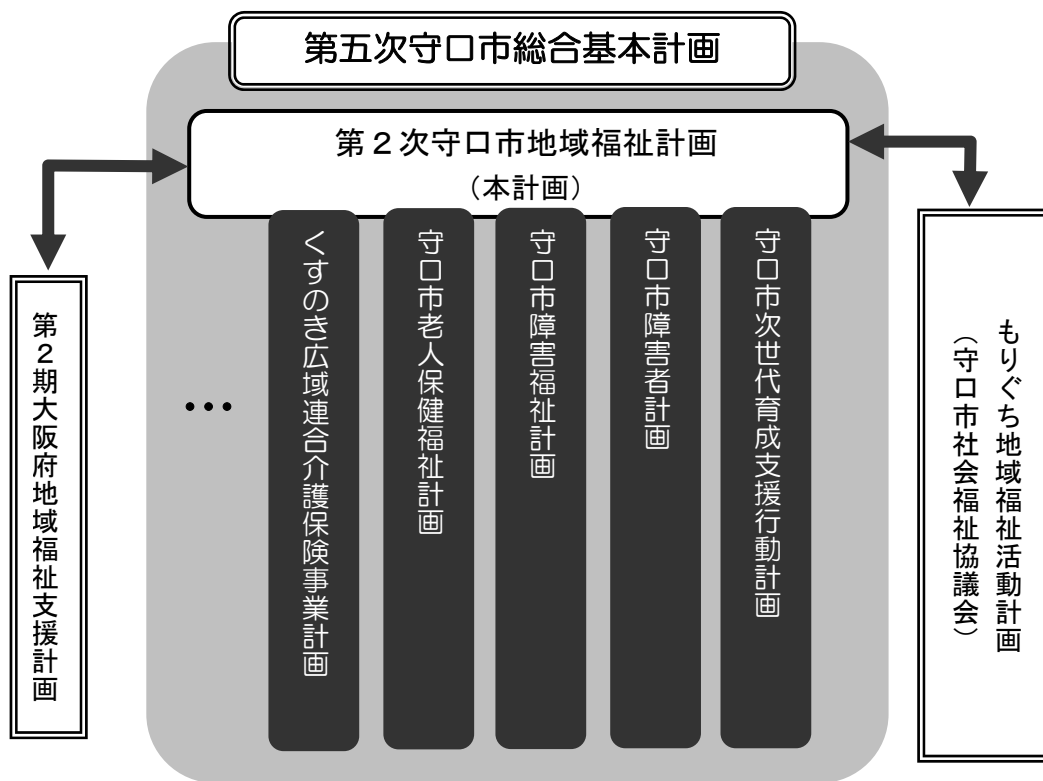 第五次守口市総合基本計画
第２次守口市地域福祉計画
（本計画）
もりぐち地域福祉活動計画
（守口市社会福祉協議会）
守口市次世代育成支援行動計画
守口市障害者計画
守口市障害福祉計画
守口市老人保健福祉計画
くすのき広域連合介護保険事業計画
…
第２期大阪府地域福祉支援計画